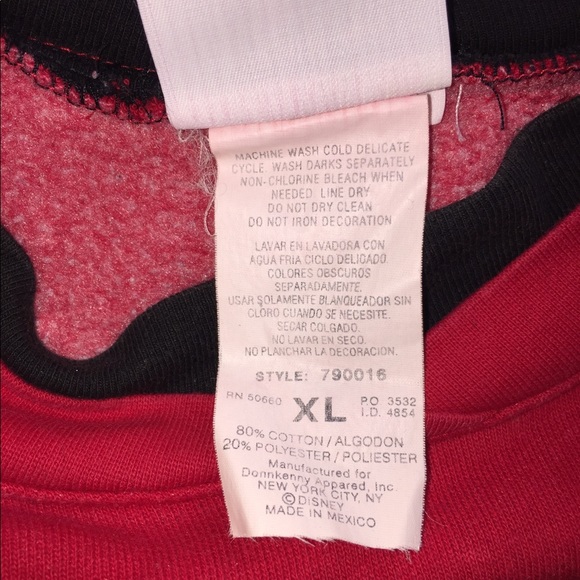 MACHINE WASH COLD DELICATE
CYCLE. WASH DARKS SEPARATELY
NON-CHLORINE BLEACH WHEN
NEEDED. LINE DRY
DO NOT DRY CLEAN
DO NOT IRON DECORATION
LAVAR EN LAVADORA CON
AGUA FRIA CICLO DELIGADO.
COLORES OBSCUROS
SEPARADAMENTE.
USAR SOLAMENTE BLANQUEADOR SIN
CLORO CUANDO SE NECESITE.
SECAR COLGADO.
NO LAVAR EN SECO.
NO PLANCHAR LA DECORACION.
STYLE: 790016
RN 50660 XL P.O. 3532
I.D. 4854
80% COTTON / ALGODON
20% POLYESTER / POLIESTER
Manufactured for
Donnkenny Appared, Inc.
NEW YORK CITY, NY
© DISNEY
MADE IN MEXICO